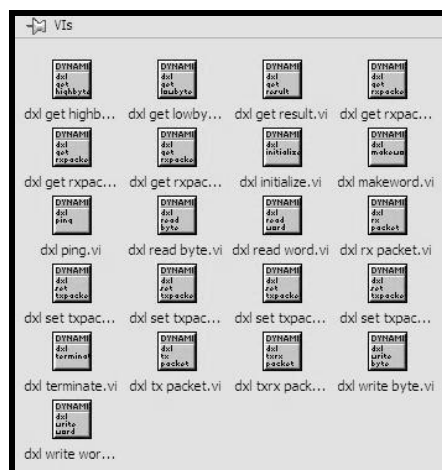 VIs
DYNAMI DYNAMI DYNAMI DYNAMI
dxl dxl dxl dxl
get get get get
highbyte lowbyte result rxpacke
dxl get highb... dxl get lowby... dxl get result.vi dxl get rxpac...
DYNAMI DYNAMI DYNAMI DYNAMI
dxl dxl dxl dxl
get get initialize makewo
rxpacke rxpacke
dxl get rxpac... dxl get rxpac... dxl initialize.vi dxl makeword.vi
DYNAMI DYNAMI DYNAMI DYNAMI
dxl dxl dxl dxl
ping read read rx
byte word packet
dxl ping.vi dxl read byte.vi dxl read word.vi dxl rx packet.vi
DYNAMI DYNAMI DYNAMI DYNAMI
dxl dxl dxl dxl
set set set set
txpacke txpacke txpacke txpacke
dxl set txpac... dxl set txpac... dxl set txpac... dxl set txpac...
DYNAMI DYNAMI DYNAMI DYNAMI
dxl dxl dxl dxl
terminat tx txrx write
packet packet byte
dxl terminate.vi dxl tx packet.vi dxl txrx pack... dxl write byte.vi
DYNAMI
dxl
write
word
dxl write wor...